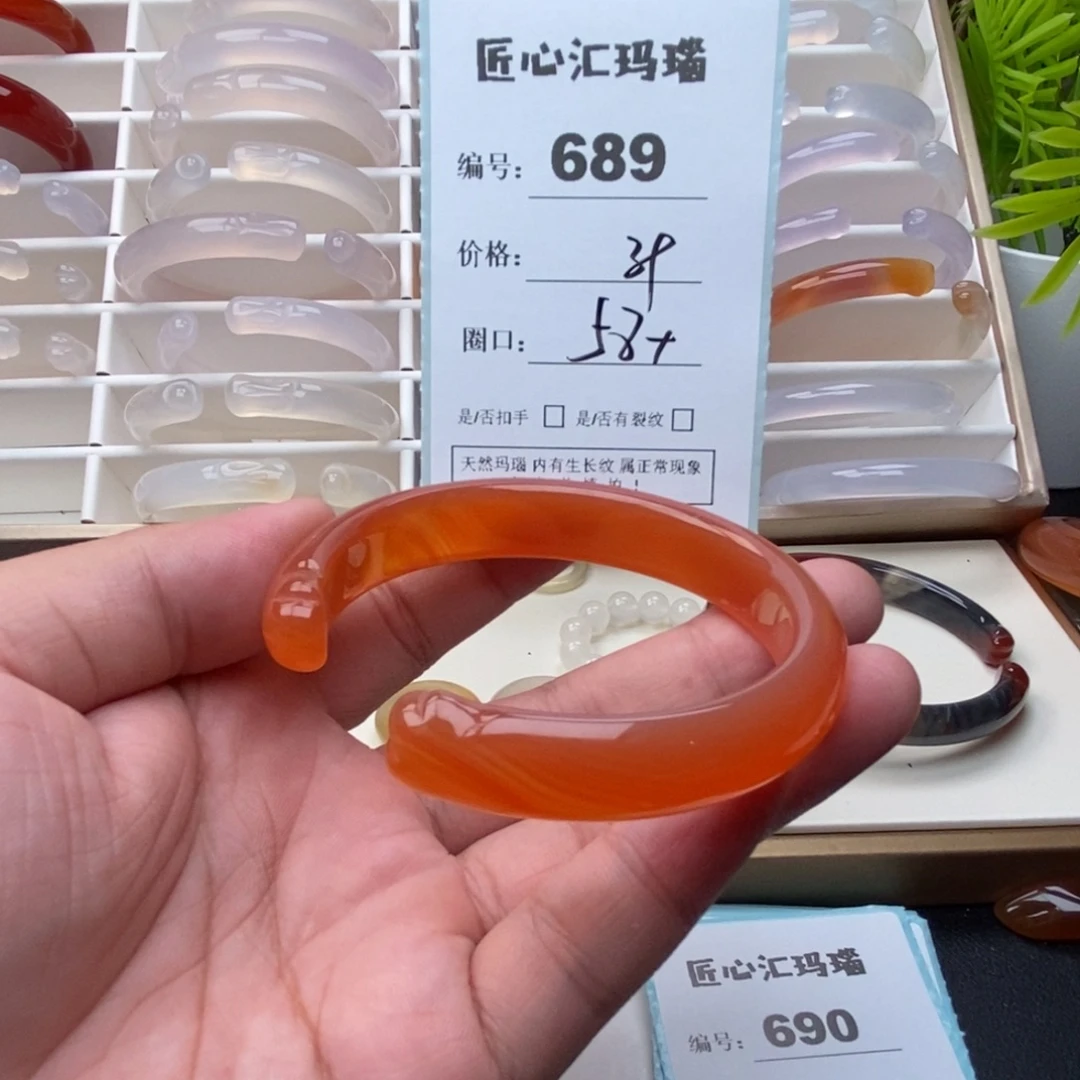 匠心汇玛瑙
编号: 689
价格:
圈口: 58+
是/否扣手 □ 是/否有裂纹 □
天然玛瑙 内有生长纹 属正常现象
匠心汇玛瑙
编号: 690